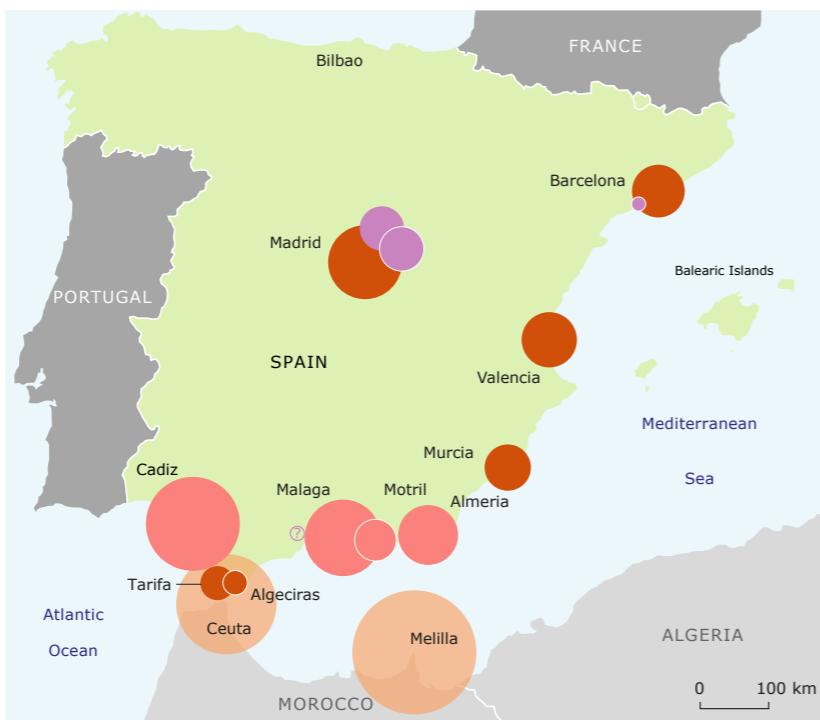 FRANCE
Bilbao
Barcelona
Madrid
Balearic Islands
PORTUGAL
SPAIN
Valencia
Mediterranean
Sea
Murcia
Cadiz
Malaga
Motril
Almeria
?
Tarifa
Algeciras
Atlantic
Ocean
Ceuta
Melilla
ALGERIA
MOROCCO
0 100 km